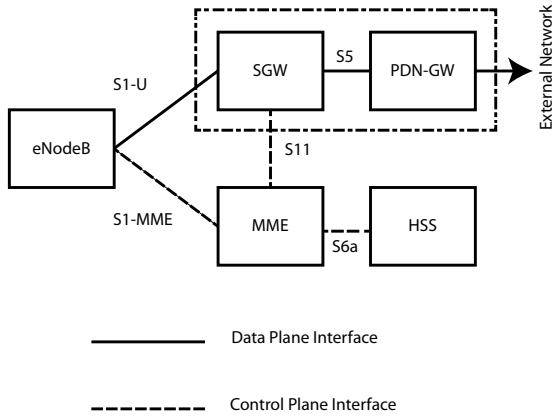 SGW
S5
PDN-GW
External Network
S1-U
eNodeB
S11
S1-MME
MME
S6a
HSS
Data Plane Interface
Control Plane Interface